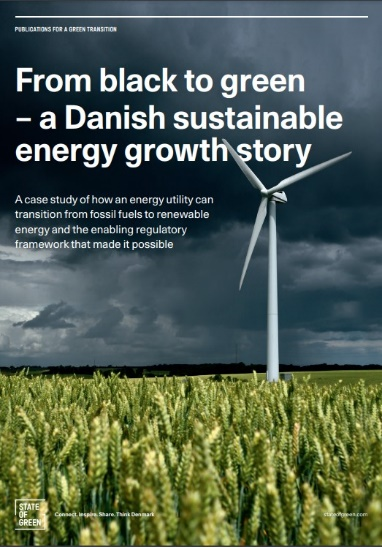 PUBLICATIONS FOR A GREEN TRANSITION
From black to green
– a Danish sustainable
energy growth story
A case study of how an energy utility can
transition from fossil fuels to renewable
energy and the enabling regulatory
framework that made it possible
STATE
OF
GREEN
Connect. Inspire. Share. Think Denmark
stateofgreen.com